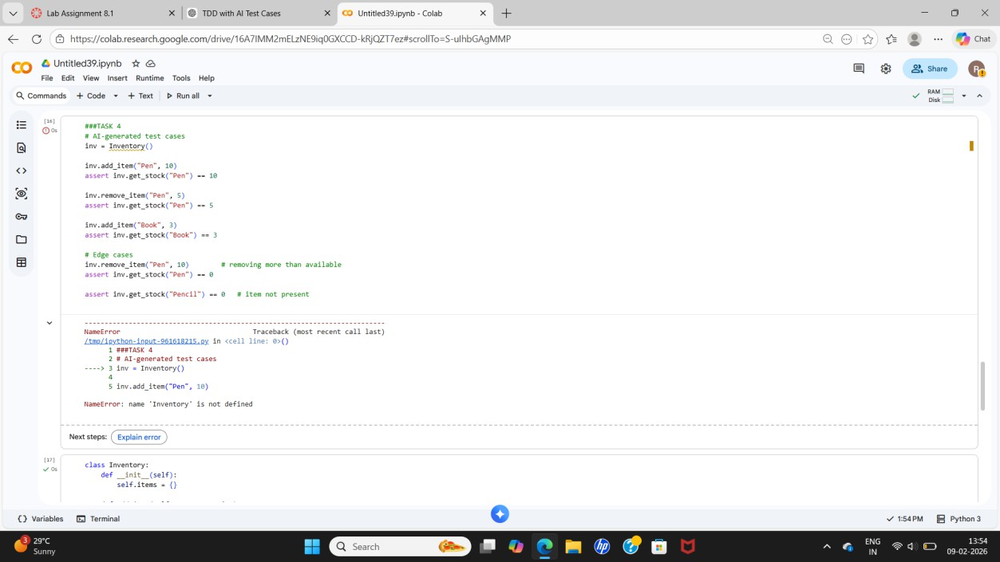 Lab Assignment 8.1
TDD with AI Test Cases
Untitled39.ipynb - Colab
https://colab.research.google.com/drive/16A7IMM2mELzNE9iq0GXCCD-kRjQZT7ez#scrollTo=S-uIhbGAgMMP
Chat
Untitled39.ipynb
File Edit View Insert Runtime Tools Help
Share
R
Commands + Code + Text Run all
RAM
Disk
[16]
0s
###TASK 4
# AI-generated test cases
inv = Inventory()
inv.add_item("Pen", 10)
assert inv.get_stock("Pen") == 10
inv.remove_item("Pen", 5)
assert inv.get_stock("Pen") == 5
inv.add_item("Book", 3)
assert inv.get_stock("Book") == 3
# Edge cases
inv.remove_item("Pen", 10) # removing more than available
assert inv.get_stock("Pen") == 0
assert inv.get_stock("Pencil") == 0 # item not present
---------------------------------------------------------------------------
NameError Traceback (most recent call last)
/tmp/ipython-input-961618215.py in <cell line: 0>()
1 ###TASK 4
2 # AI-generated test cases
----> 3 inv = Inventory()
4
5 inv.add_item("Pen", 10)
NameError: name 'Inventory' is not defined
Next steps: Explain error
[17]
0s
class Inventory:
def __init__(self):
self.items = {}
Variables Terminal
1:54 PM Python 3
3
29°C
Sunny
Search
hp
ENG
IN
13:54
09-02-2026